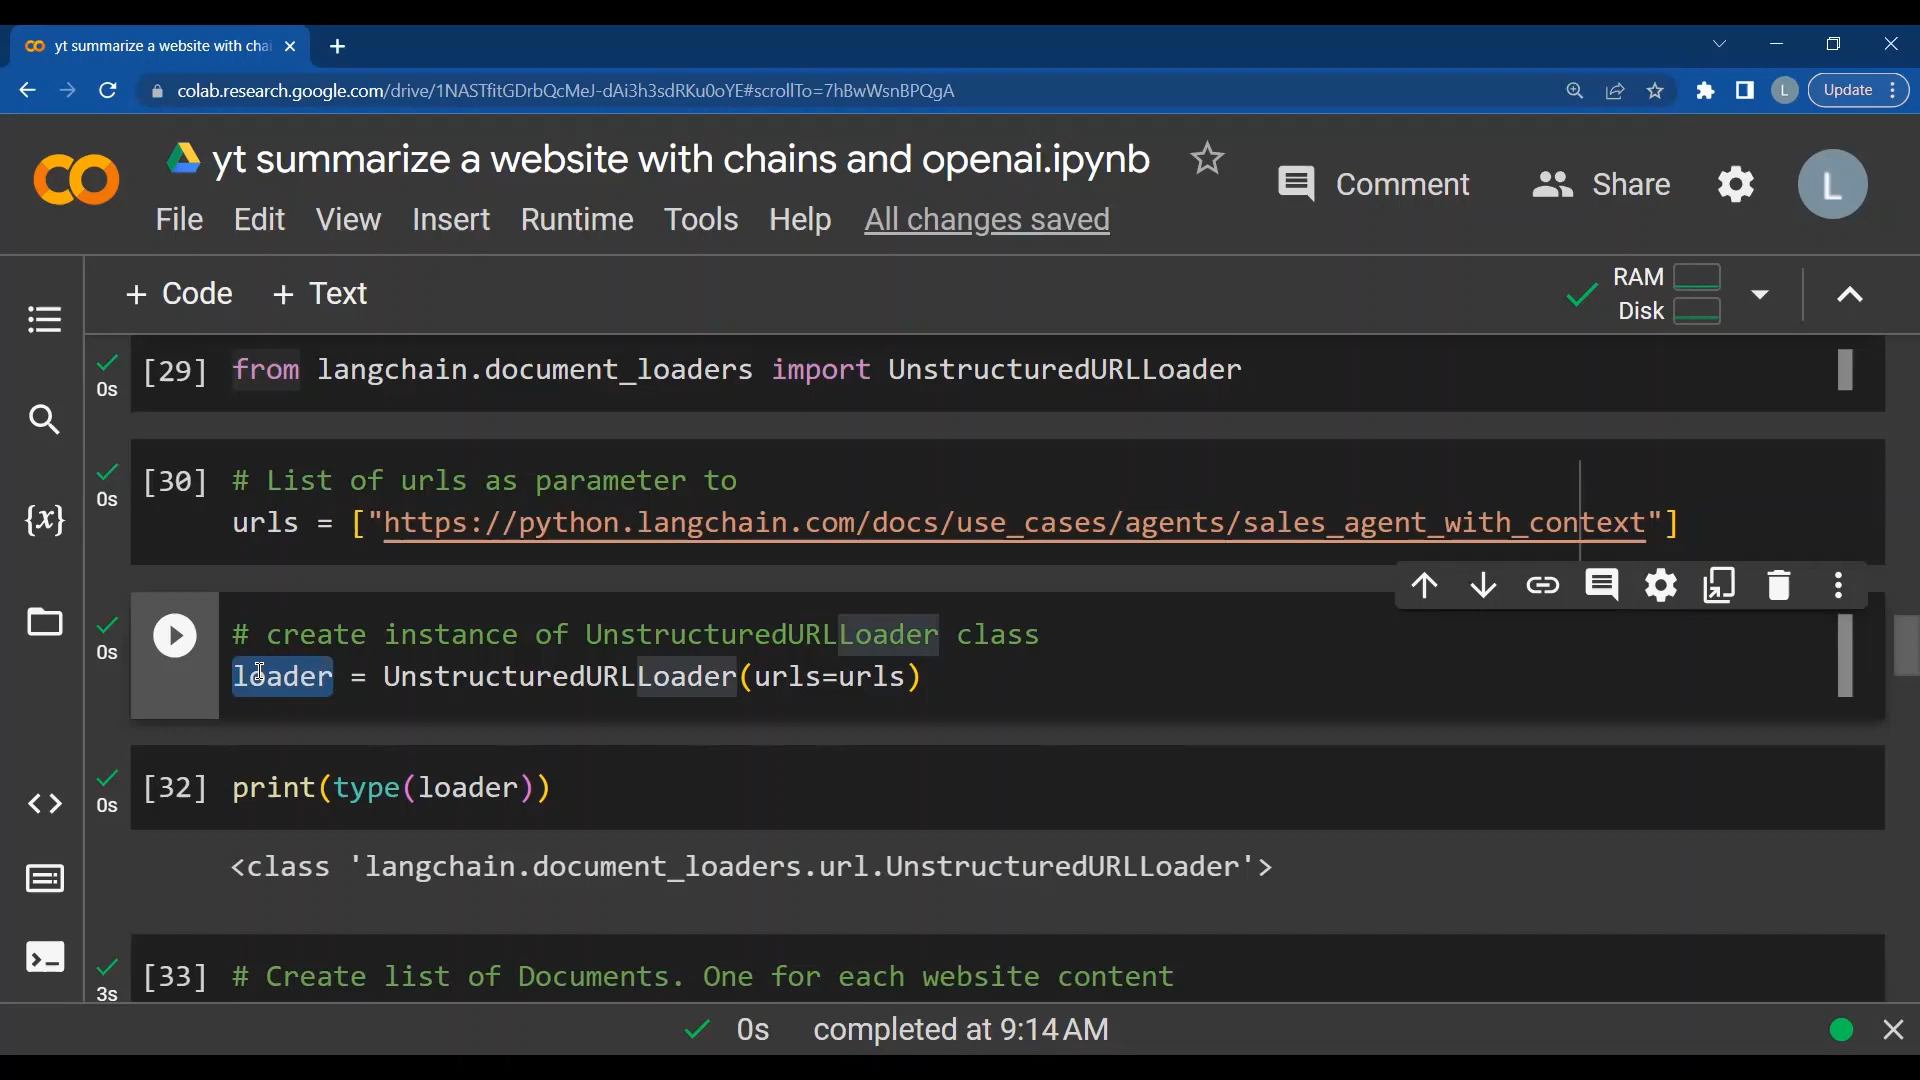 yt summarize a website with chai
colab.research.google.com/drive/1NASTfitGDrbQcMeJ-dAi3h3sdRKu0oYE#scrollTo=7hBwWsnBPQgA
L
Update
yt summarize a website with chains and openai.ipynb
Comment
Share
L
File Edit View Insert Runtime Tools Help All changes saved
+ Code + Text
RAM
Disk
0s [29] from langchain.document_loaders import UnstructuredURLLoader
[30] # List of urls as parameter to
0s
urls = ["https://python.langchain.com/docs/use_cases/agents/sales_agent_with_context"]
{x}
# create instance of UnstructuredURLLoader class
0s
loader = UnstructuredURLLoader(urls=urls)
[32] print(type(loader))
0s
<class 'langchain.document_loaders.url.UnstructuredURLLoader'>
[33] # Create list of Documents. One for each website content
3s
0s completed at 9:14 AM